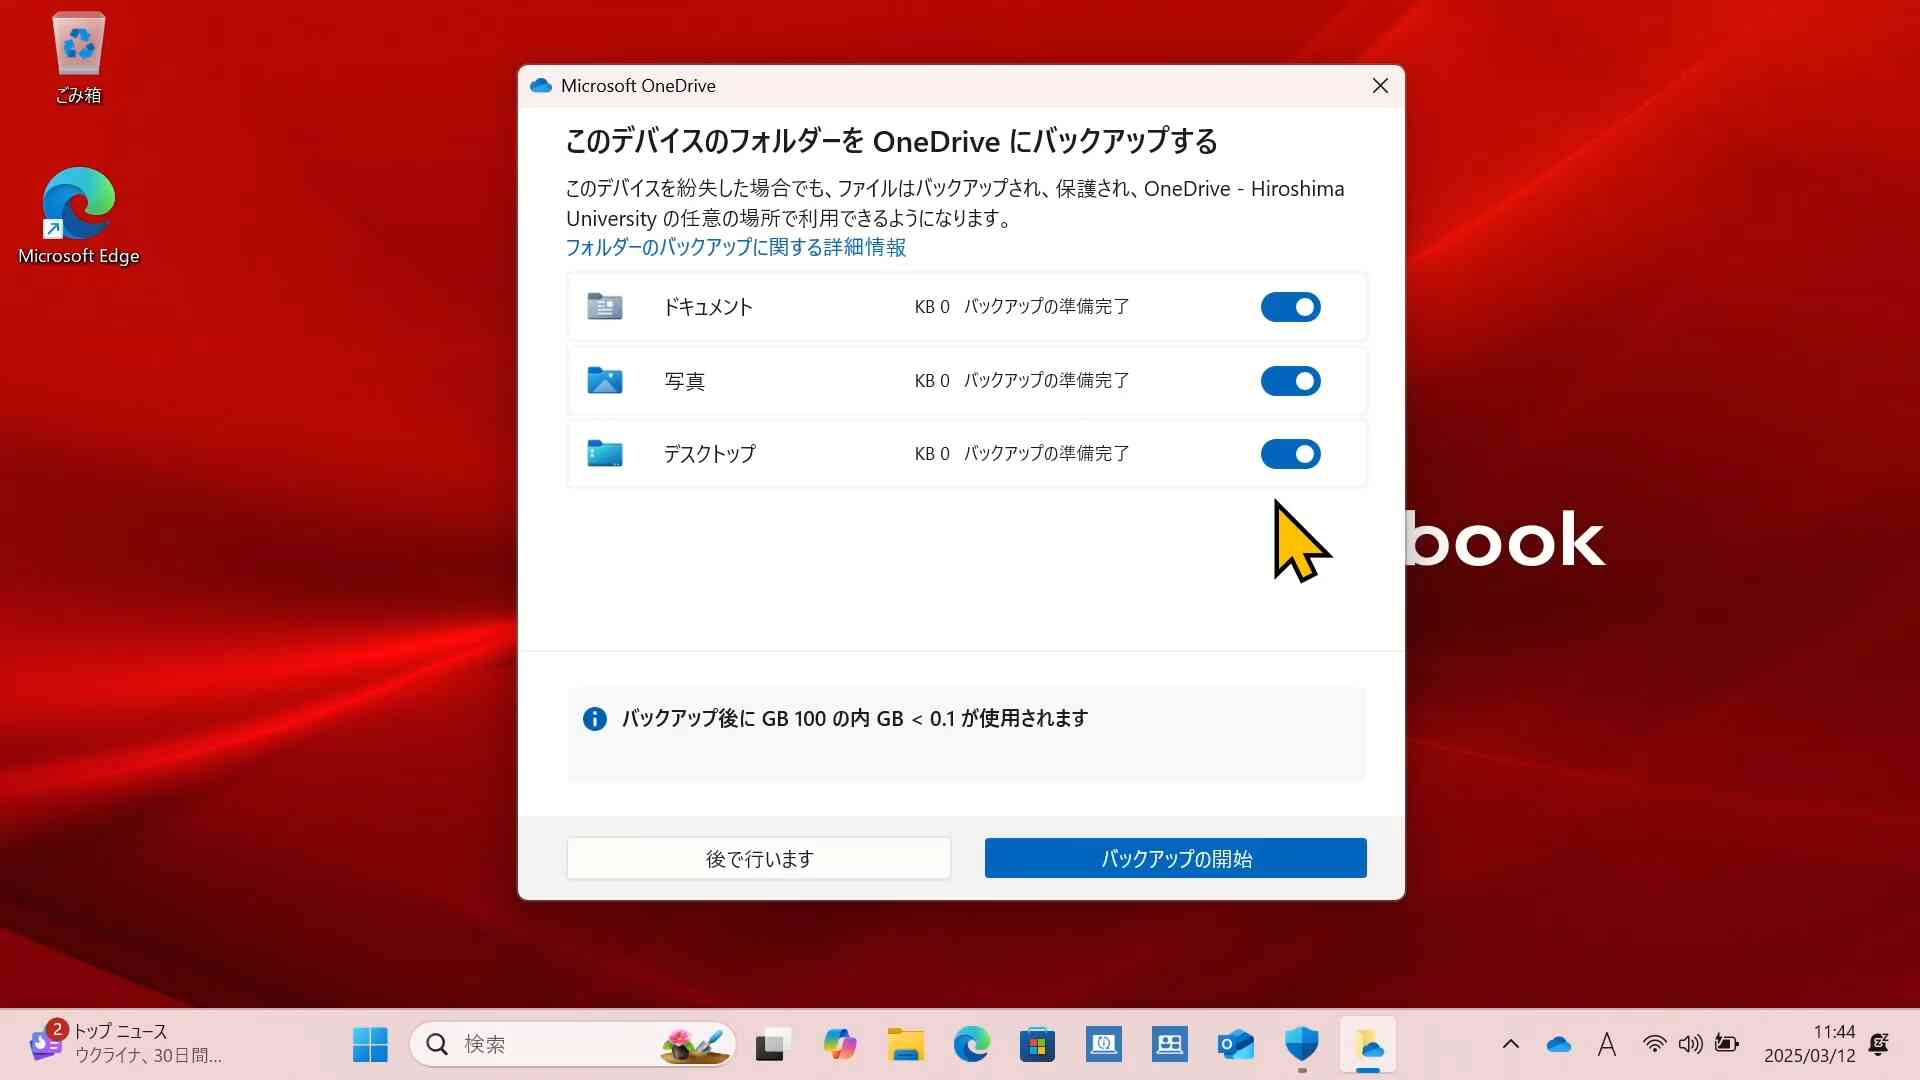 ごみ箱
Microsoft Edge
Microsoft OneDrive
このデバイスのフォルダーを OneDrive にバックアップする
このデバイスを紛失した場合でも、ファイルはバックアップされ、保護され、OneDrive - Hiroshima
University の任意の場所で利用できるようになります。
フォルダーのバックアップに関する詳細情報
ドキュメント KB 0 バックアップの準備完了
写真 KB 0 バックアップの準備完了
デスクトップ KB 0 バックアップの準備完了
book
バックアップ後に GB 100 の内 GB < 0.1 が使用されます
後で行います バックアップの開始
2 トップ ニュース
ウクライナ、30日間...
検索
A
11:44
2025/03/12